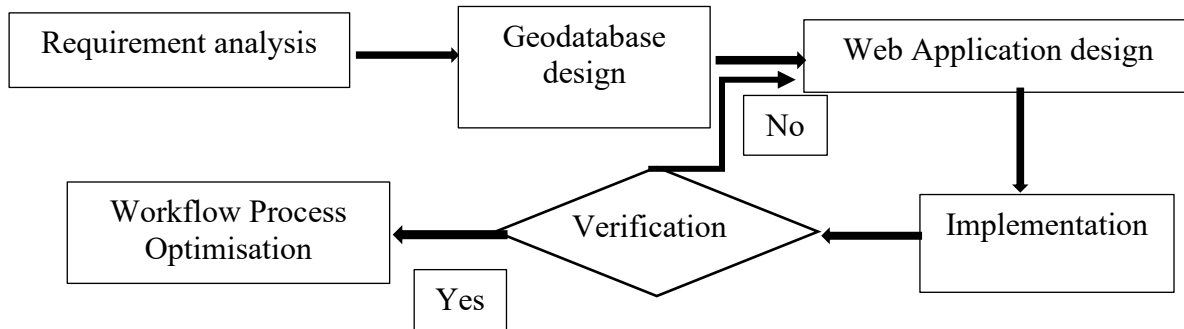 Requirement analysis
Geodatabase
design
Web Application design
No
Workflow Process
Optimisation
Verification
Implementation
Yes